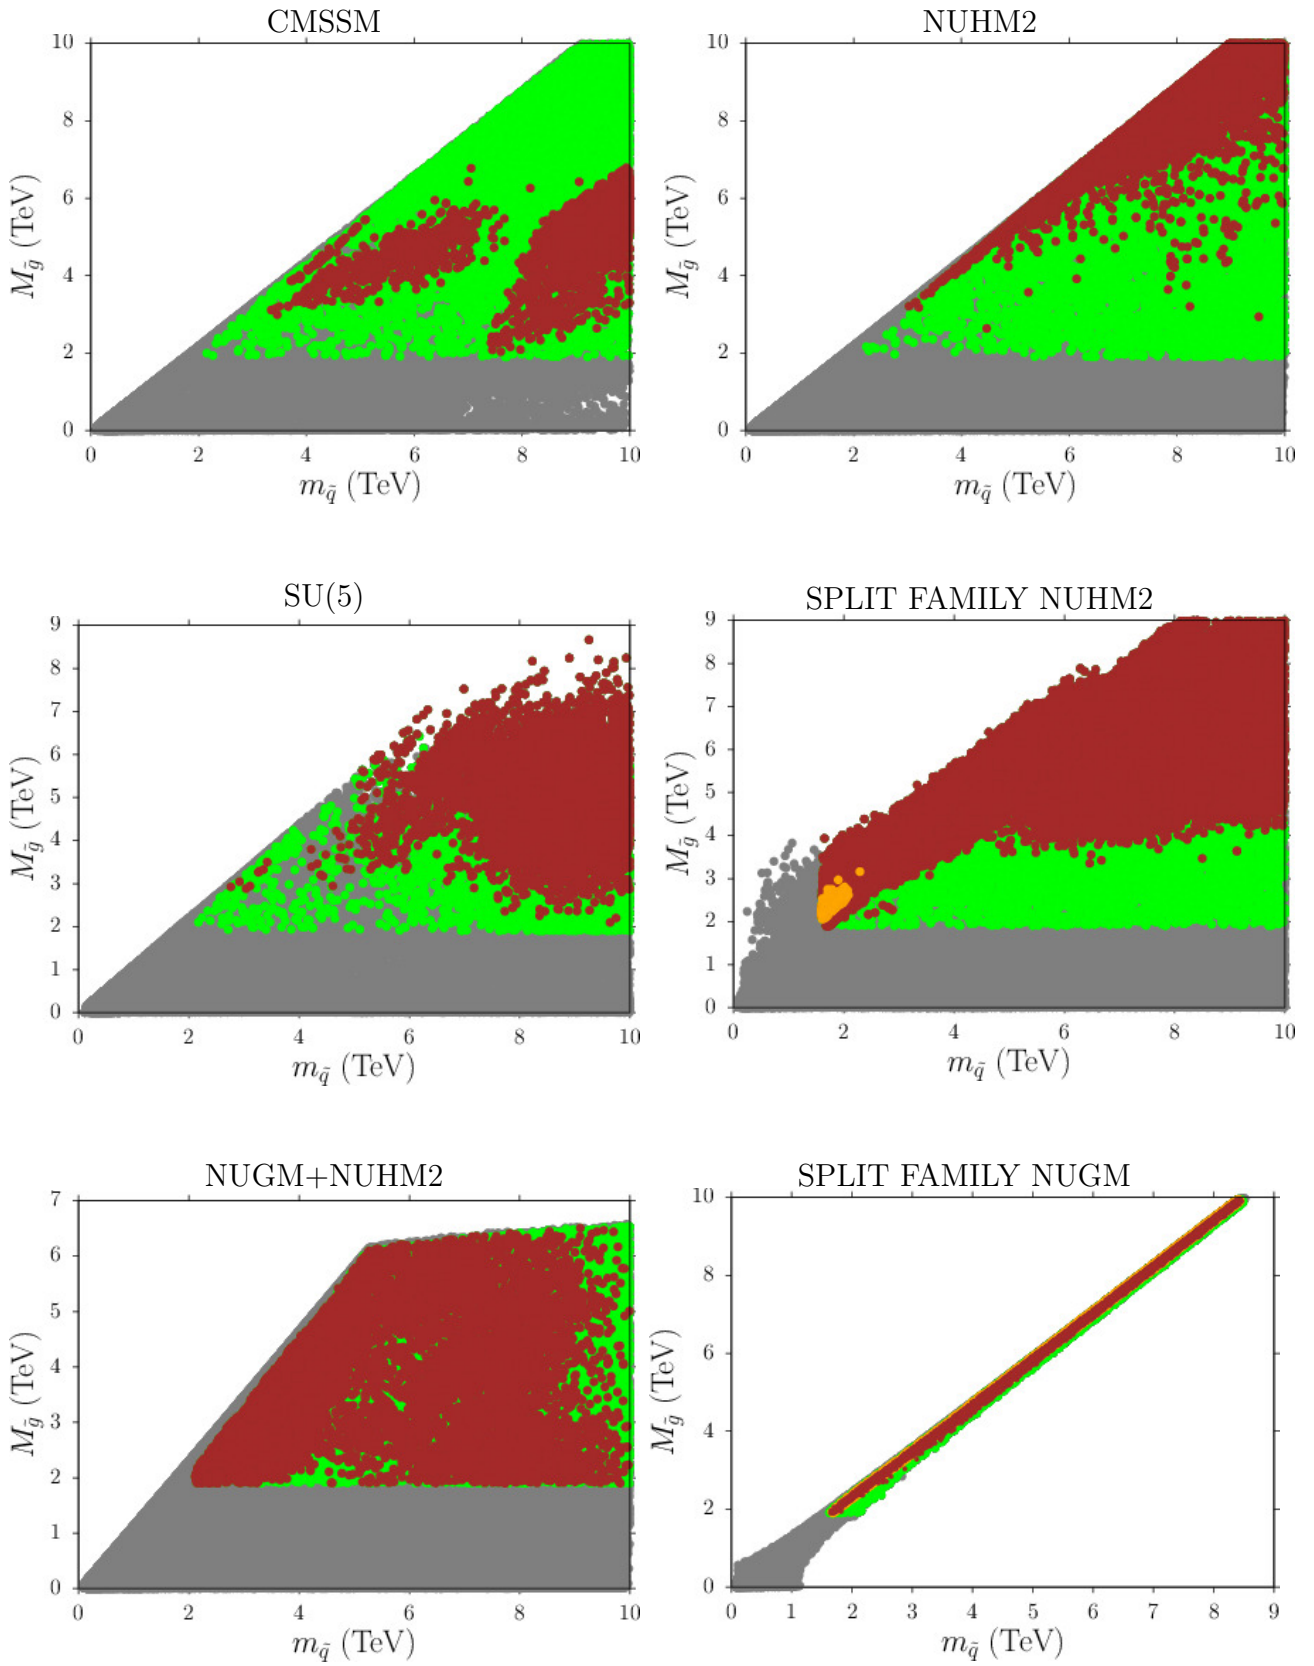 CMSSM
10
8
6
4
2
0
M_g̃ (TeV)
0 2 4 6 8 10
m_q̃ (TeV)
NUHM2
10
8
6
4
2
0
M_g̃ (TeV)
0 2 4 6 8 10
m_q̃ (TeV)
SU(5)
9
8
7
6
5
4
3
2
1
0
M_g̃ (TeV)
0 2 4 6 8 10
m_q̃ (TeV)
SPLIT FAMILY NUHM2
9
8
7
6
5
4
3
2
1
0
M_g̃ (TeV)
0 2 4 6 8 10
m_q̃ (TeV)
NUGM+NUHM2
7
6
5
4
3
2
1
0
M_g̃ (TeV)
0 2 4 6 8 10
m_q̃ (TeV)
SPLIT FAMILY NUGM
10
8
6
4
2
0
M_g̃ (TeV)
0 1 2 3 4 5 6 7 8 9
m_q̃ (TeV)